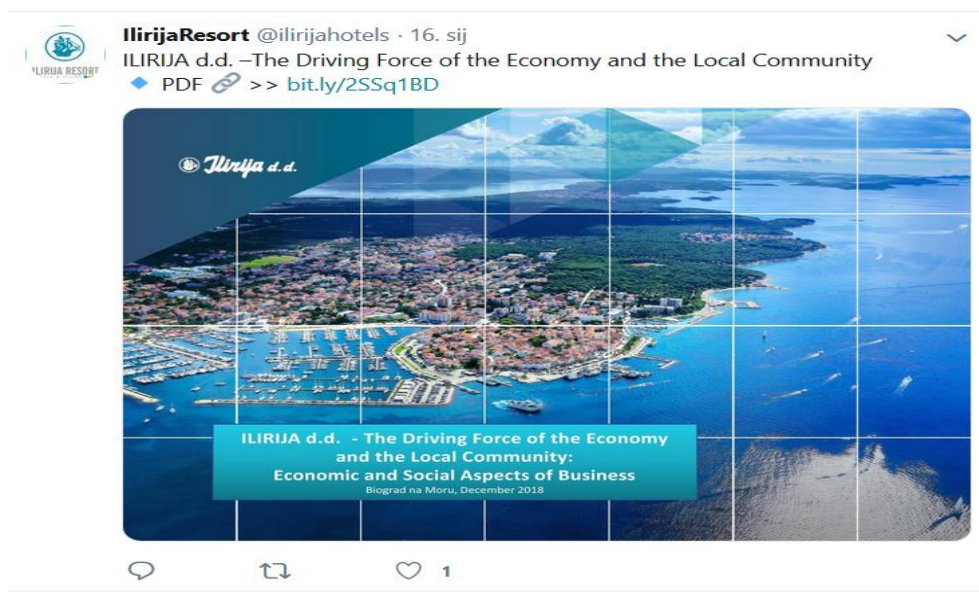 IlirijaResort @ilirijahotels · 16. sij
ILIRIJA RESORT
ILIRIJA d.d. –The Driving Force of the Economy and the Local Community
PDF >> bit.ly/2SSq1BD
Ilirija d.d.
ILIRIJA d.d. - The Driving Force of the Economy
and the Local Community:
Economic and Social Aspects of Business
Biograd na Moru, December 2018
1